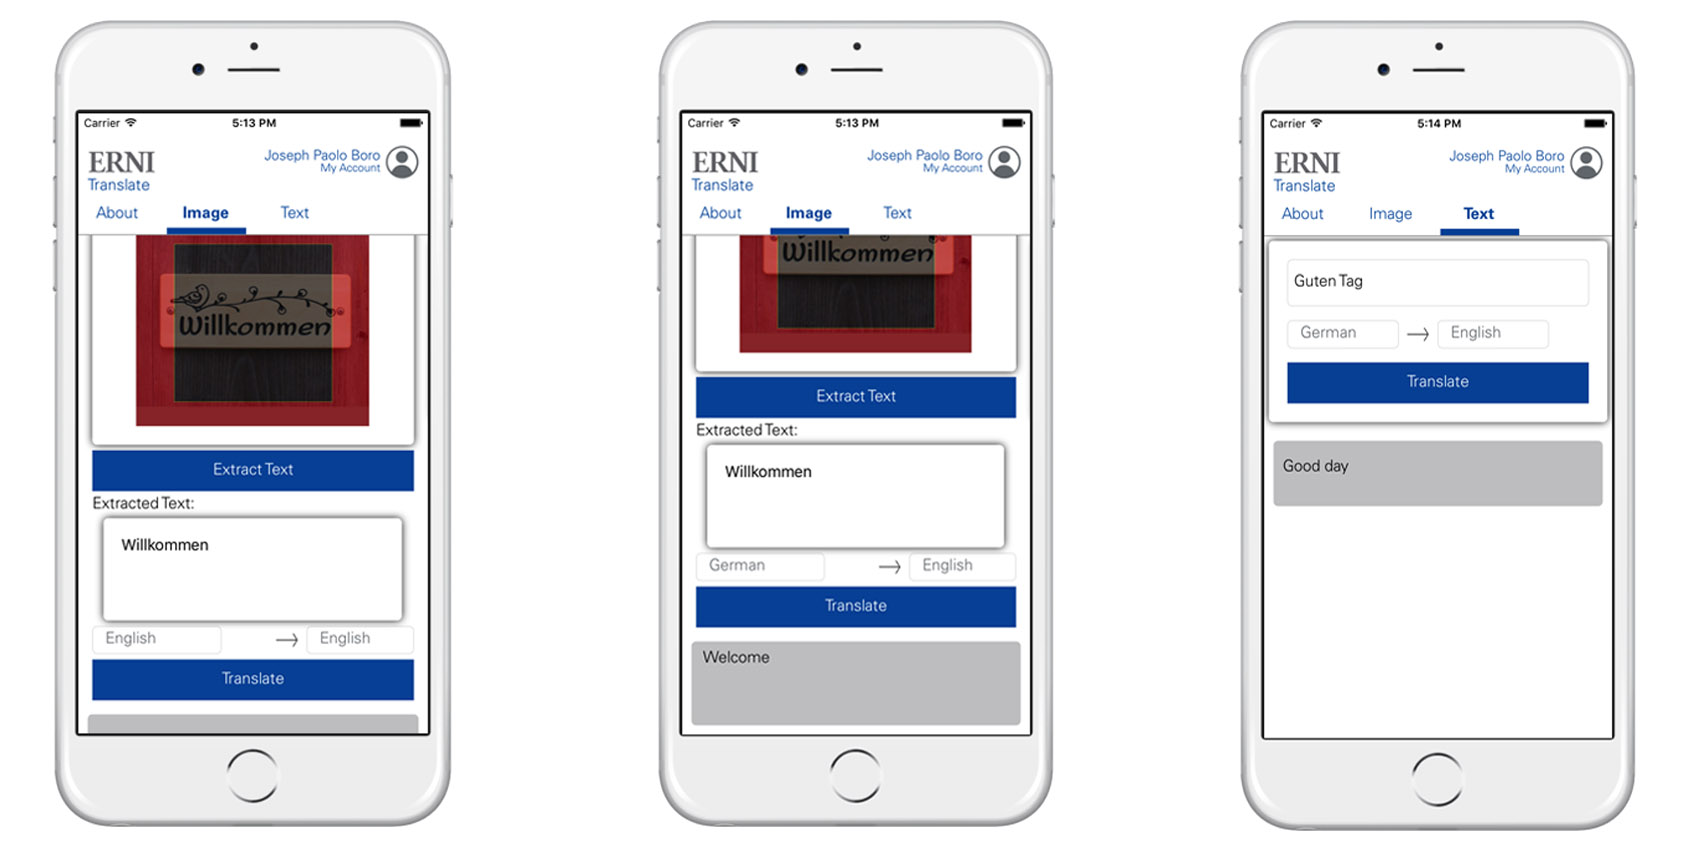 Carrier 5:13 PM
ERNI
Translate
Joseph Paolo Boro
My Account
About Image Text
Willkommen
Extract Text
Extracted Text:
Willkommen
English → English
Translate
Carrier 5:13 PM
ERNI
Translate
Joseph Paolo Boro
My Account
About Image Text
Willkommen
Extract Text
Extracted Text:
Willkommen
German → English
Translate
Welcome
Carrier 5:14 PM
ERNI
Translate
Joseph Paolo Boro
My Account
About Image Text
Guten Tag
German → English
Translate
Good day